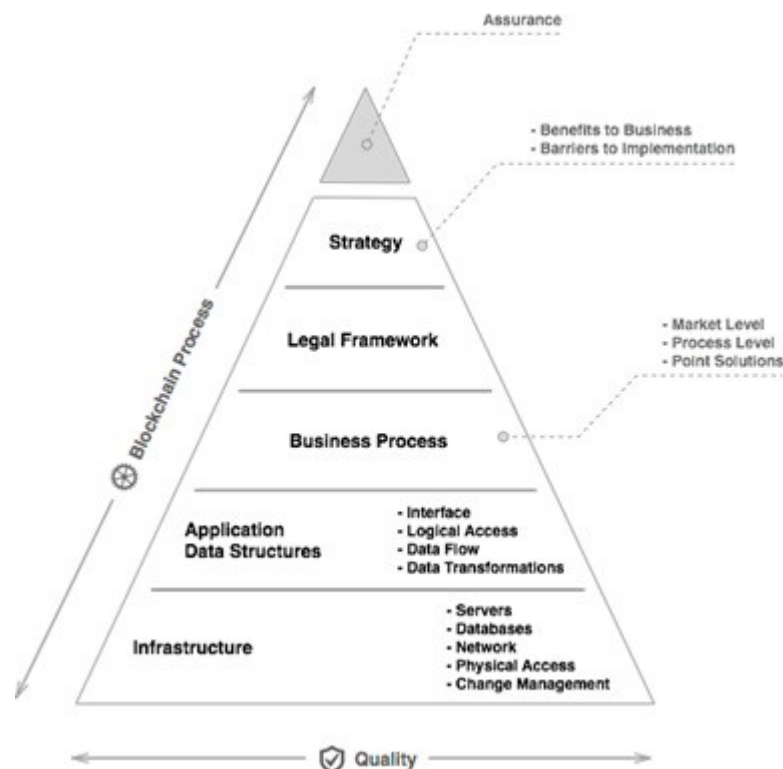 Assurance
- Benefits to Business
- Barriers to Implementation
Strategy
Legal Framework
- Market Level
- Process Level
- Point Solutions
Blockchain Process
Business Process
Application
Data Structures
- Interface
- Logical Access
- Data Flow
- Data Transformations
Infrastructure
- Servers
- Databases
- Network
- Physical Access
- Change Management
Quality